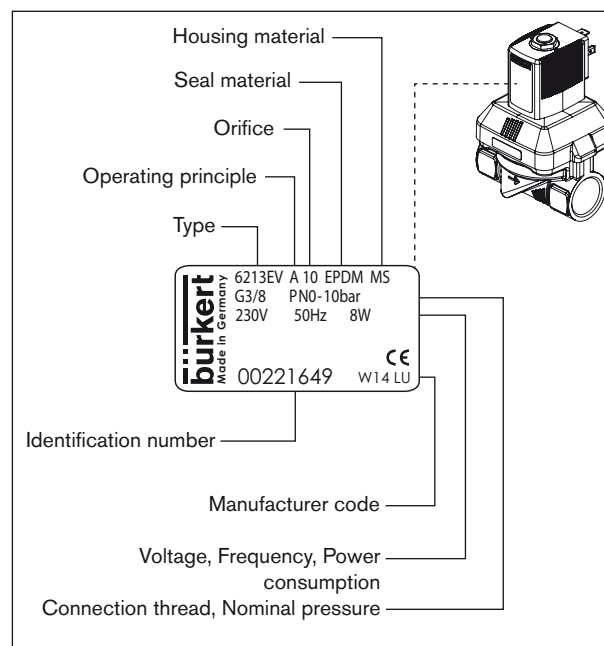 Housing material
Seal material
Orifice
Operating principle
Type
bürkert
Made in Germany
6213EV A 10 EPDM MS
G3/8 PN0-10bar
230V 50Hz 8W
CE
00221649 W14 LU
Identification number
Manufacturer code
Voltage, Frequency, Power
consumption
Connection thread, Nominal pressure